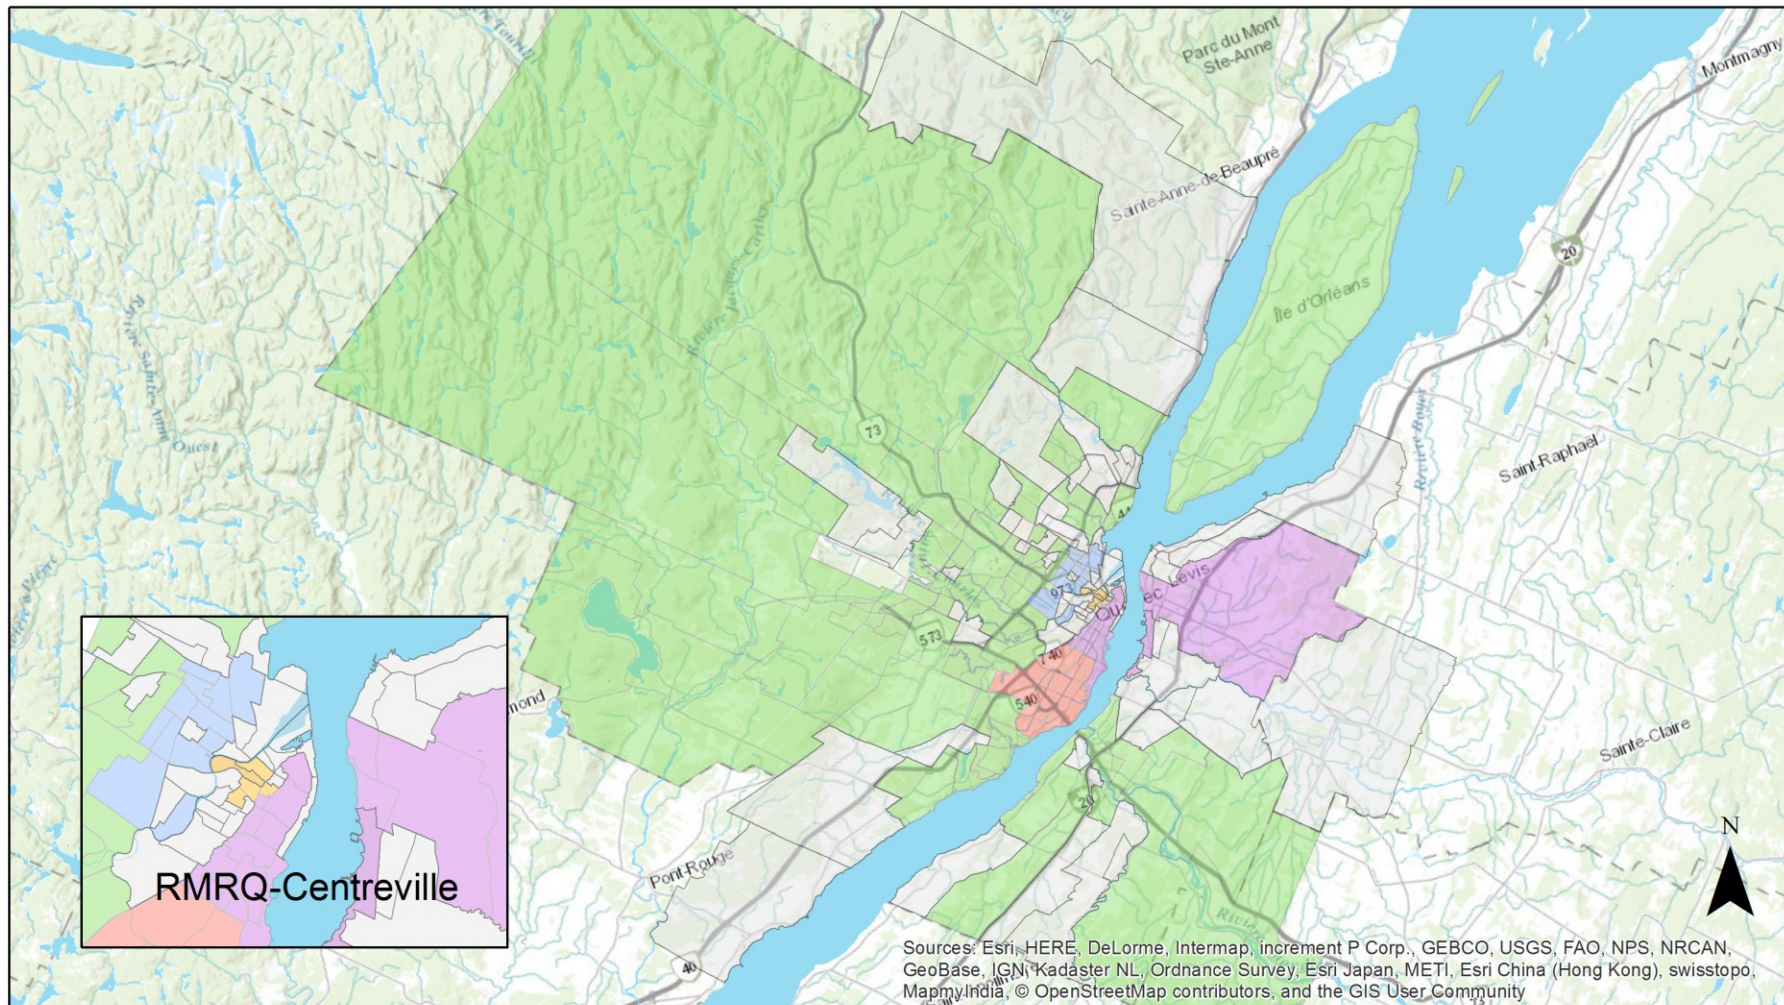 Parc du Mont
Ste-Anne
Montmagny
Sainte-Anne-de-Beaupré
20
Rivière Jacques-Cartier
Île d'Orléans
Rivière Sainte-Anne
Ouest
73
Rivière Boyer
Saint-Raphaël
Lévis
973
Québec
573
740
540
Sainte-Claire
20
Pont-Rouge
40
RMRQ-Centreville
N
Sources: Esri, HERE, DeLorme, Intermap, increment P Corp., GEBCO, USGS, FAO, NPS, NRCAN,
GeoBase, IGN, Kadaster NL, Ordnance Survey, Esri Japan, METI, Esri China (Hong Kong), swisstopo,
MapmyIndia, © OpenStreetMap contributors, and the GIS User Community